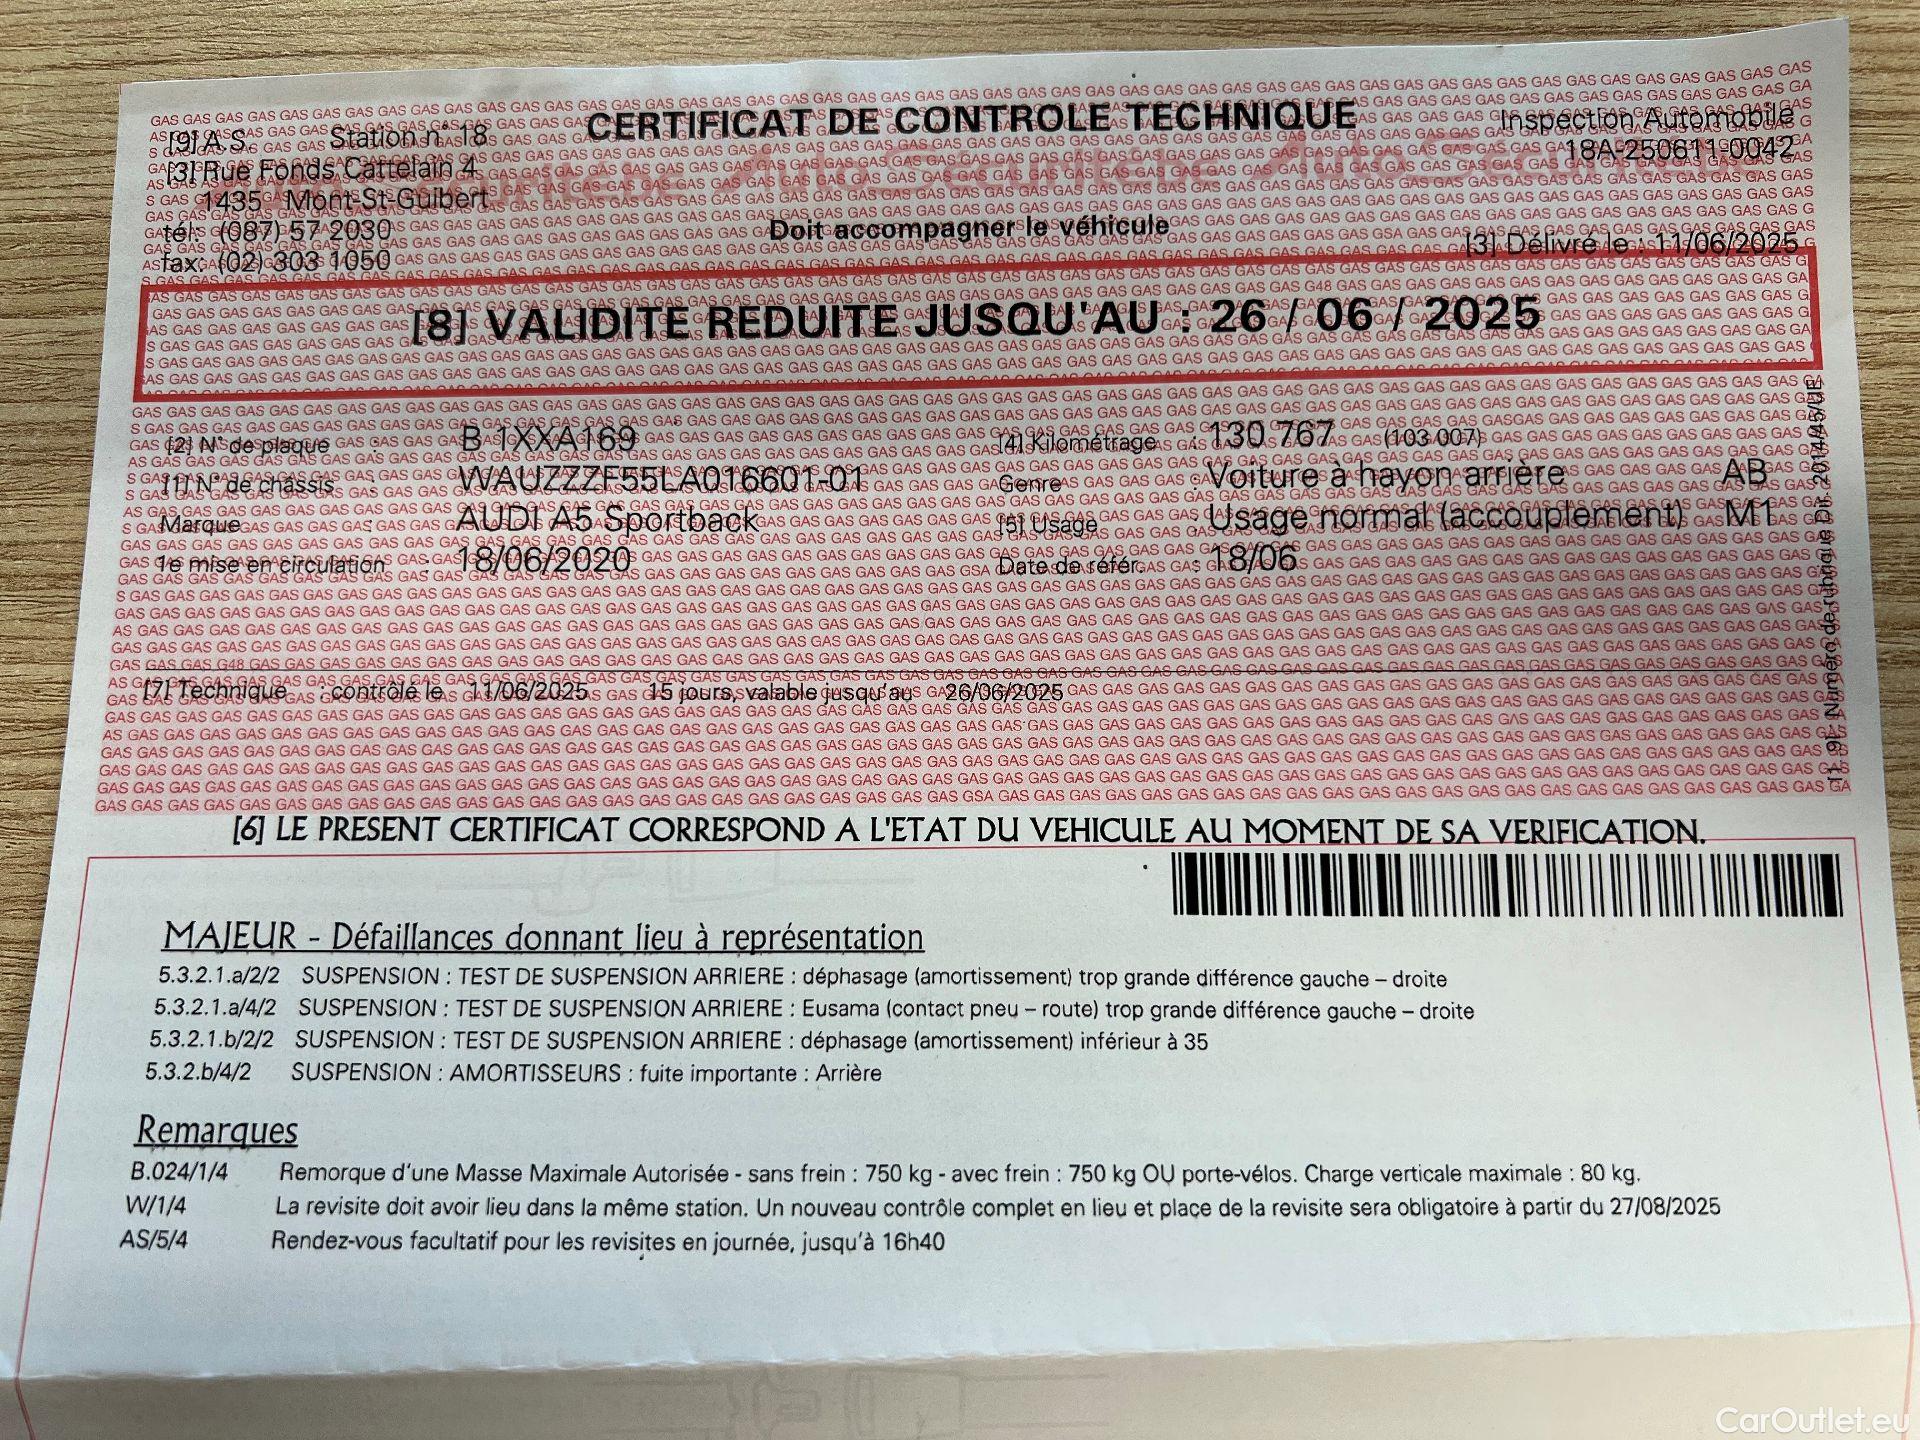 [9] A.S. Station n° 18
CERTIFICAT DE CONTROLE TECHNIQUE
Inspection Automobile
[3] Rue Fonds Cattelain 4
18A-250611-0042
1435 Mont-St-Guibert
tél: (087) 57 2030
Doit accompagner le véhicule
[3] Délivré le : 11/06/2025
fax: (02) 303 1050
[8] VALIDITE REDUITE JUSQU'AU : 26 / 06 / 2025
[2] N° de plaque : B 1XXA169
[4] Kilométrage : 130 767 (103 007)
[1] N° de châssis : WAUZZZF55LA016601-01
Genre : Voiture à hayon arrière AB
Marque : AUDI A5 Sportback
[5] Usage : Usage normal (accouplement) M1
1e mise en circulation : 18/06/2020
Date de référ. : 18/06
[7] Technique : contrôlé le 11/06/2025 15 jours, valable jusqu'au 26/06/2025
[1..9] Numéro de rubrique Dir. 2014/45/UE
[6] LE PRESENT CERTIFICAT CORRESPOND A L'ETAT DU VEHICULE AU MOMENT DE SA VERIFICATION.
MAJEUR - Défaillances donnant lieu à représentation
5.3.2.1.a/2/2 SUSPENSION : TEST DE SUSPENSION ARRIERE : déphasage (amortissement) trop grande différence gauche – droite
5.3.2.1.a/4/2 SUSPENSION : TEST DE SUSPENSION ARRIERE : Eusama (contact pneu – route) trop grande différence gauche – droite
5.3.2.1.b/2/2 SUSPENSION : TEST DE SUSPENSION ARRIERE : déphasage (amortissement) inférieur à 35
5.3.2.b/4/2 SUSPENSION : AMORTISSEURS : fuite importante : Arrière
Remarques
B.024/1/4 Remorque d'une Masse Maximale Autorisée - sans frein : 750 kg - avec frein : 750 kg OU porte-vélos. Charge verticale maximale : 80 kg.
W/1/4 La revisite doit avoir lieu dans la même station. Un nouveau contrôle complet en lieu et place de la revisite sera obligatoire à partir du 27/08/2025
AS/5/4 Rendez-vous facultatif pour les revisites en journée, jusqu'à 16h40
CarOutlet.eu